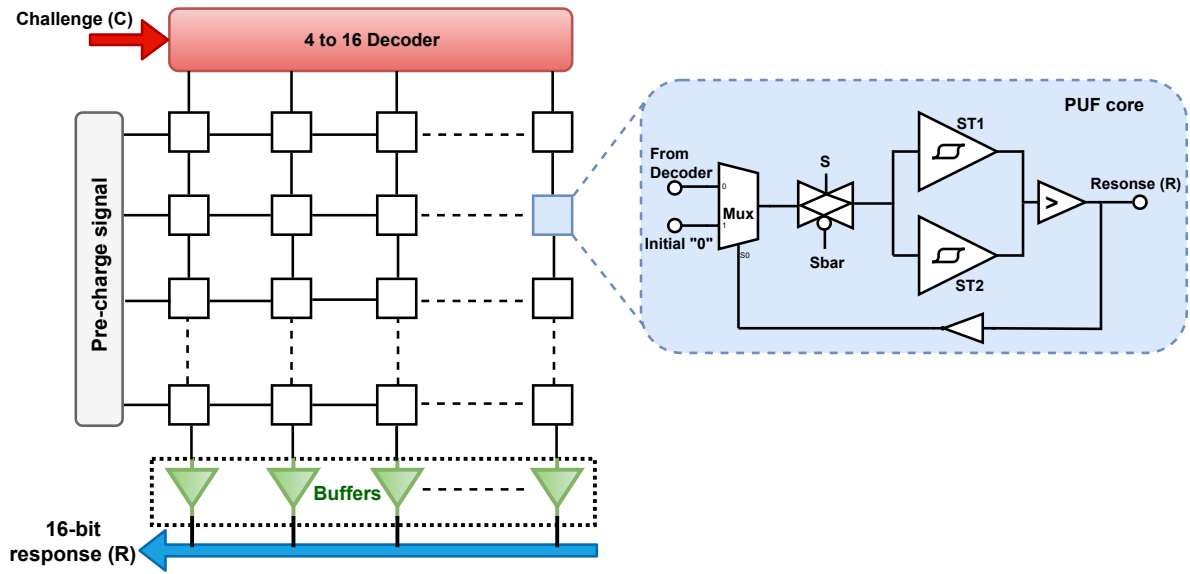 Challenge (C)
4 to 16 Decoder
Pre-charge signal
Buffers
16-bit
response (R)
PUF core
From
Decoder
0
Initial "0"
1
Mux
S0
S
Sbar
ST1
ST2
>
Resonse (R)